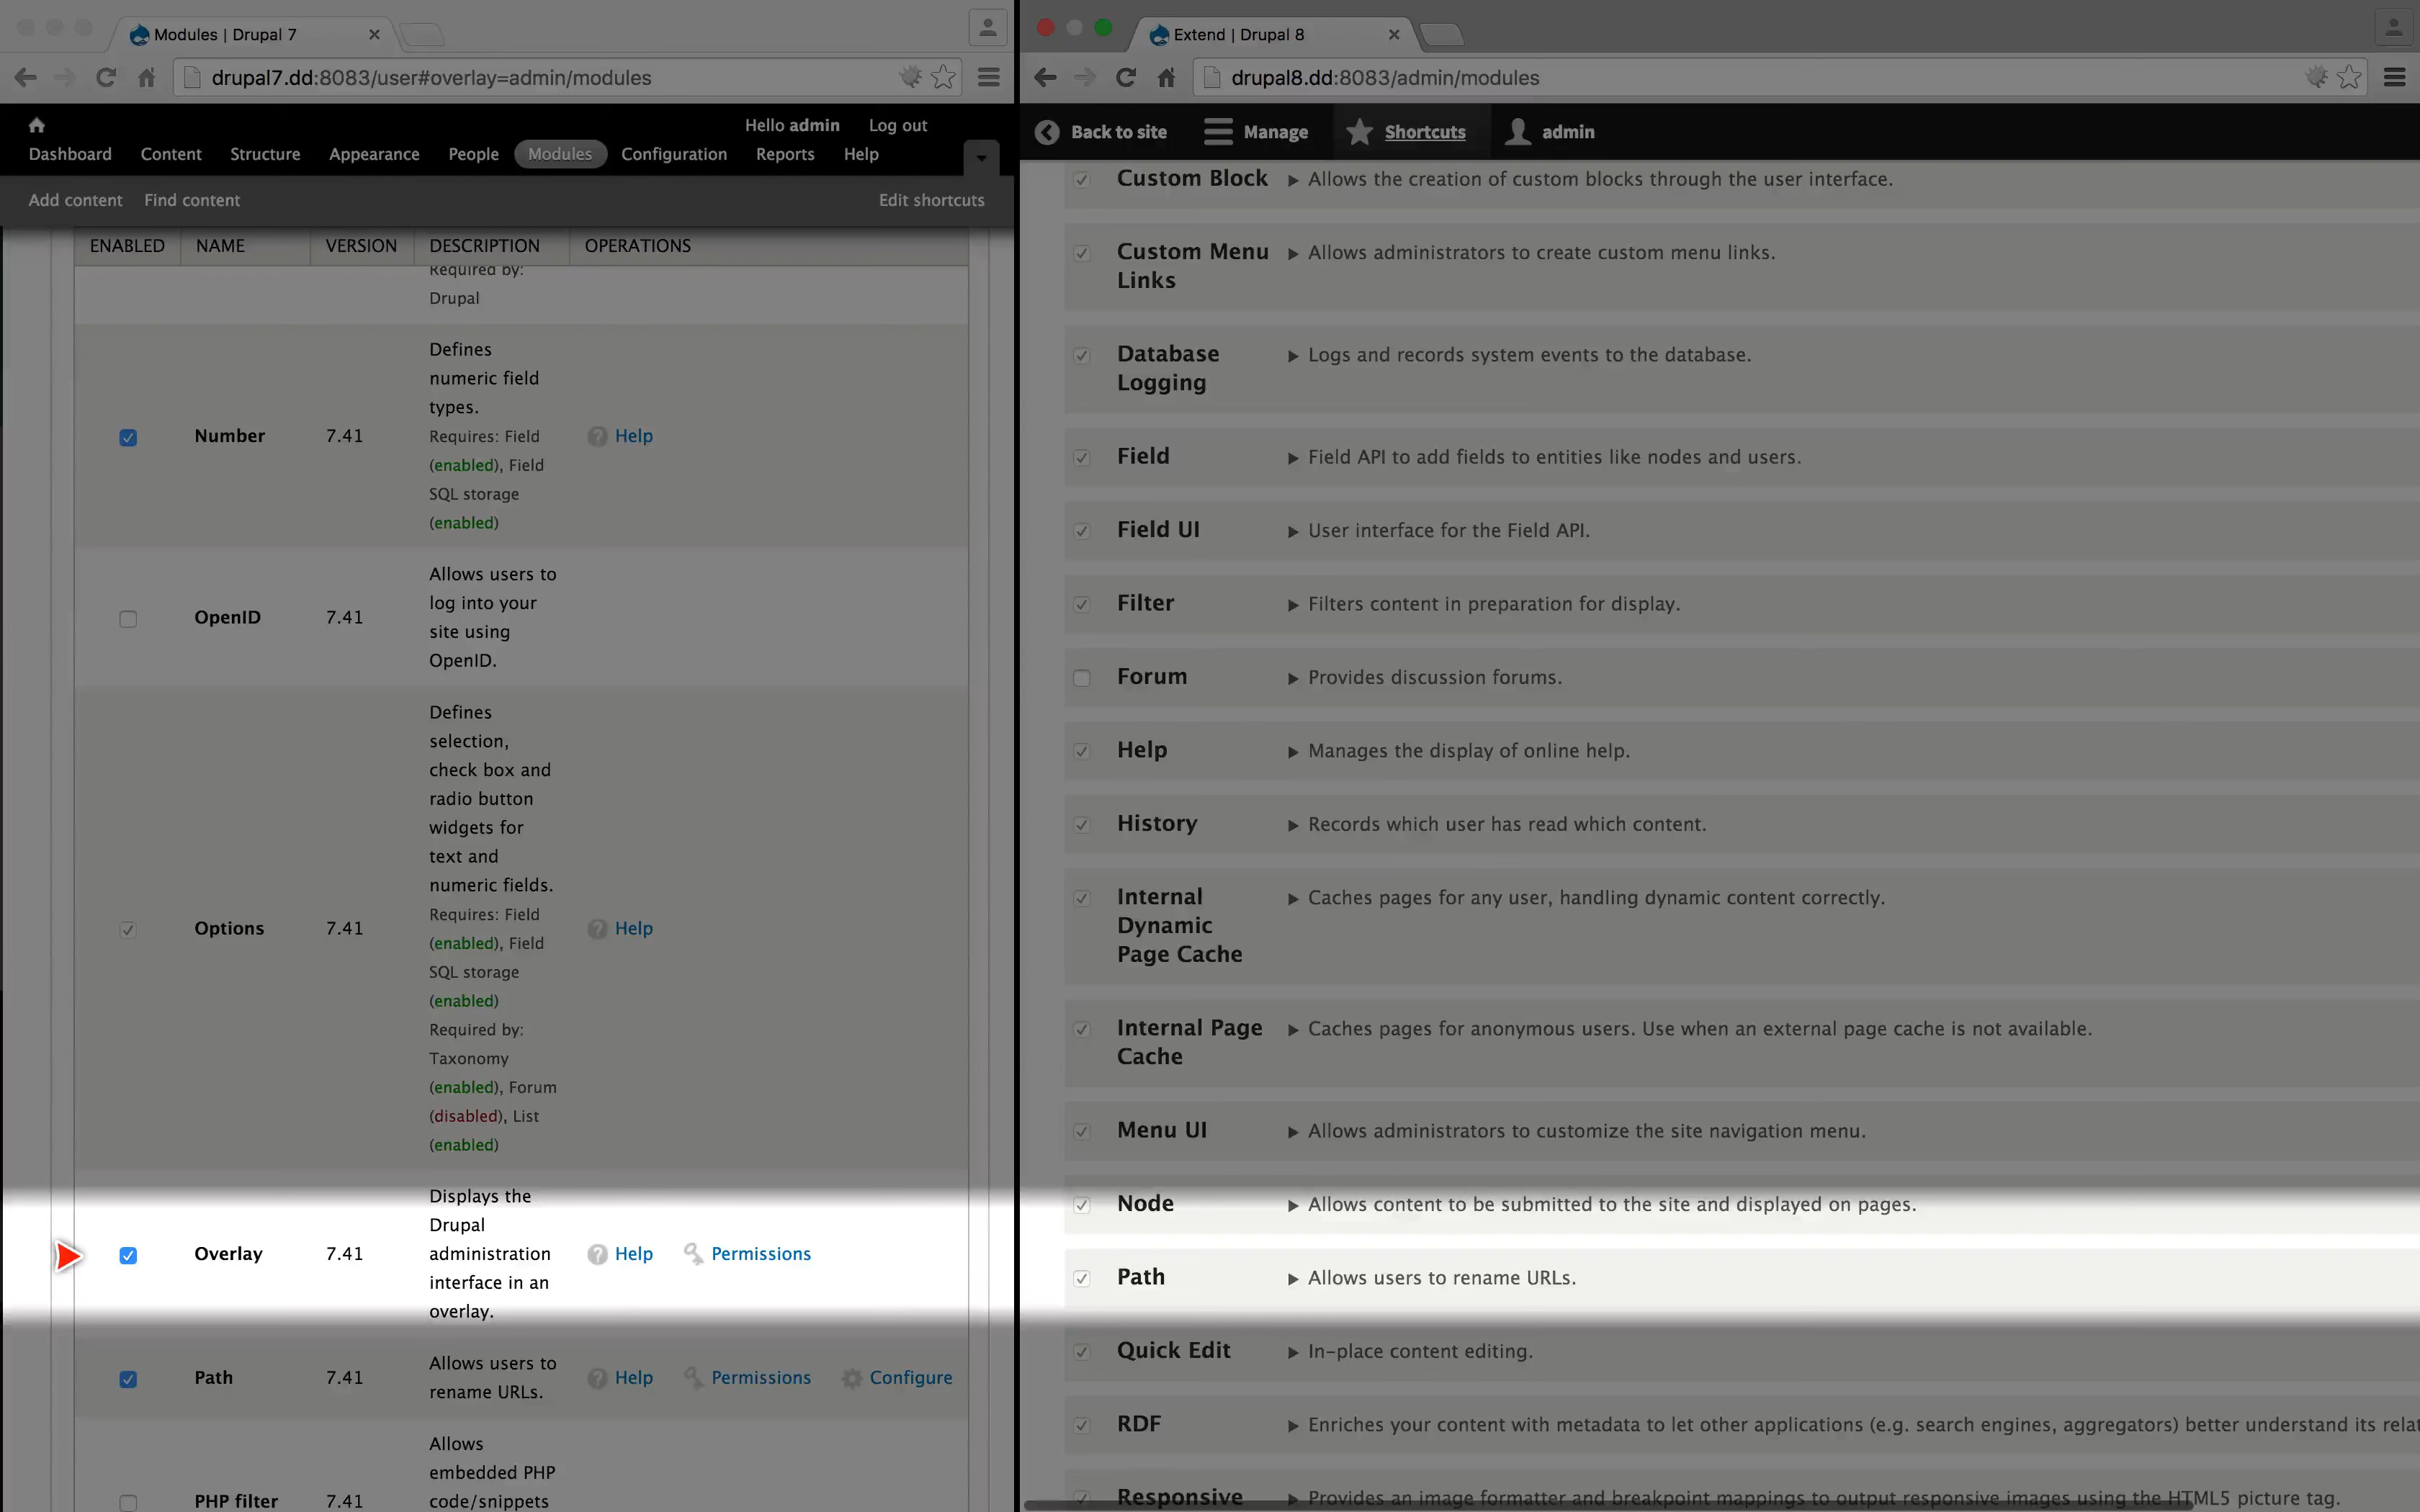 Modules | Drupal 7
drupal7.dd:8083/user#overlay=admin/modules
Hello admin Log out
Dashboard Content Structure Appearance People Modules Configuration Reports Help
Add content Find content Edit shortcuts
ENABLED NAME VERSION DESCRIPTION OPERATIONS
Required by:
Drupal
Defines
numeric field
types.
Number 7.41 Requires: Field Help
(enabled), Field
SQL storage
(enabled)
Allows users to
log into your
OpenID 7.41
site using
OpenID.
Defines
selection,
check box and
radio button
widgets for
text and
numeric fields.
Requires: Field
Options 7.41 Help
(enabled), Field
SQL storage
(enabled)
Required by:
Taxonomy
(enabled), Forum
(disabled), List
(enabled)
Displays the
Drupal
Overlay 7.41 administration Help Permissions
interface in an
overlay.
Allows users to
Path 7.41 Help Permissions Configure
rename URLs.
Allows
embedded PHP
PHP filter 7.41 code/snippets
Extend | Drupal 8
drupal8.dd:8083/admin/modules
Back to site Manage Shortcuts admin
Custom Block Allows the creation of custom blocks through the user interface.
Custom Menu Allows administrators to create custom menu links.
Links
Database Logs and records system events to the database.
Logging
Field Field API to add fields to entities like nodes and users.
Field UI User interface for the Field API.
Filter Filters content in preparation for display.
Forum Provides discussion forums.
Help Manages the display of online help.
History Records which user has read which content.
Internal Caches pages for any user, handling dynamic content correctly.
Dynamic
Page Cache
Internal Page Caches pages for anonymous users. Use when an external page cache is not available.
Cache
Menu UI Allows administrators to customize the site navigation menu.
Node Allows content to be submitted to the site and displayed on pages.
Path Allows users to rename URLs.
Quick Edit In-place content editing.
RDF Enriches your content with metadata to let other applications (e.g. search engines, aggregators) better understand its rela
Responsive Provides an image formatter and breakpoint mappings to output responsive images using the HTML5 picture tag.